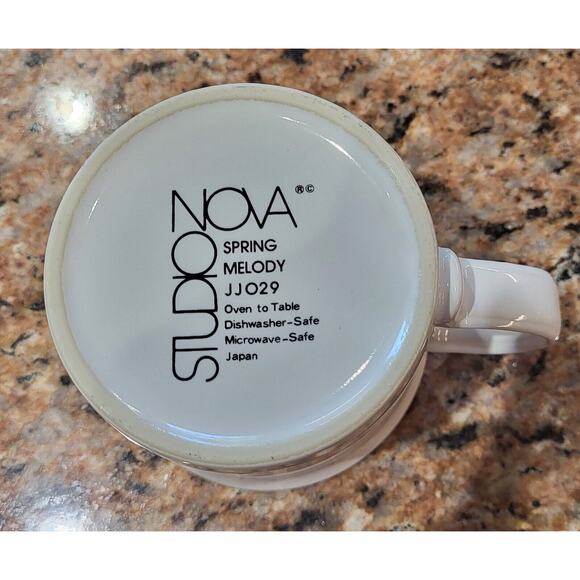 STUDIO
NOVA ®©
SPRING
MELODY
JJ029
Oven to Table
Dishwasher-Safe
Microwave-Safe
Japan